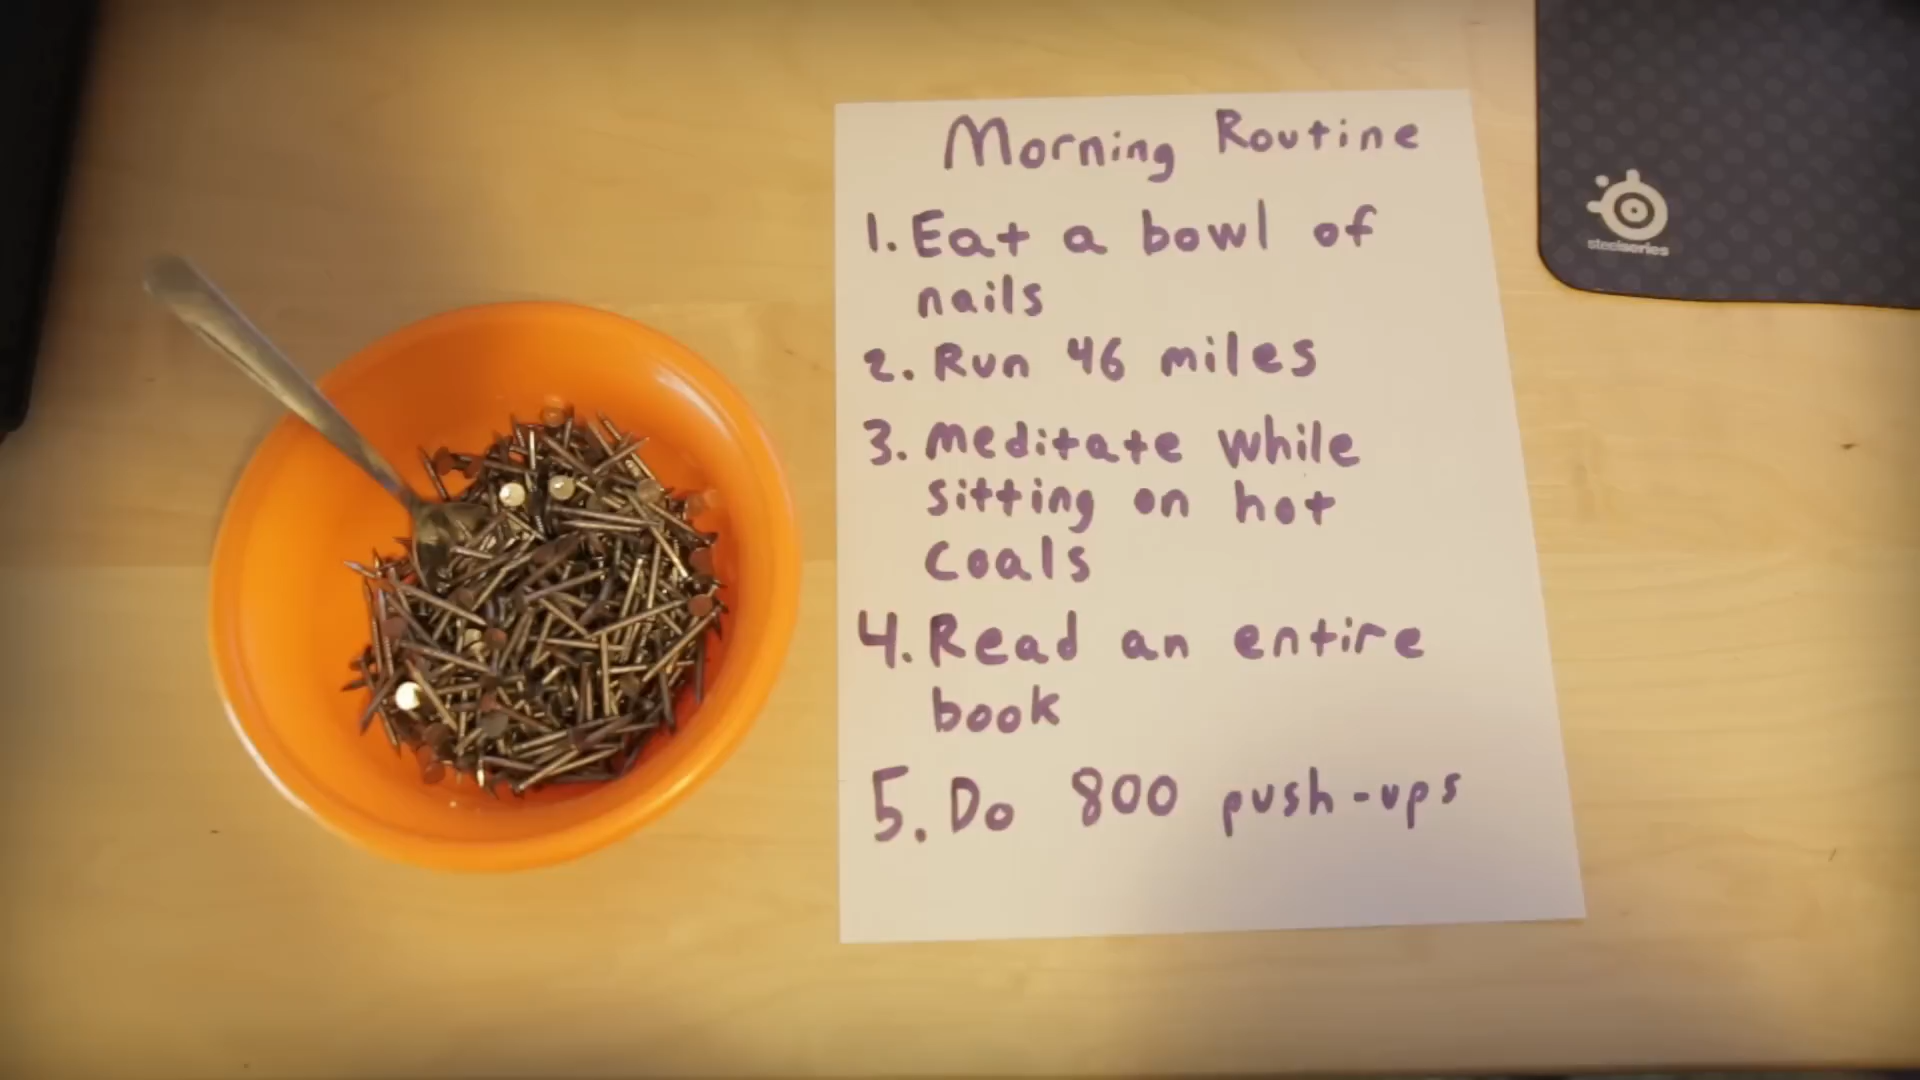 Morning Routine
1. Eat a bowl of
nails
2. Run 46 miles
3. Meditate while
sitting on hot
coals
4. Read an entire
book
5. Do 800 push-ups
steelseries